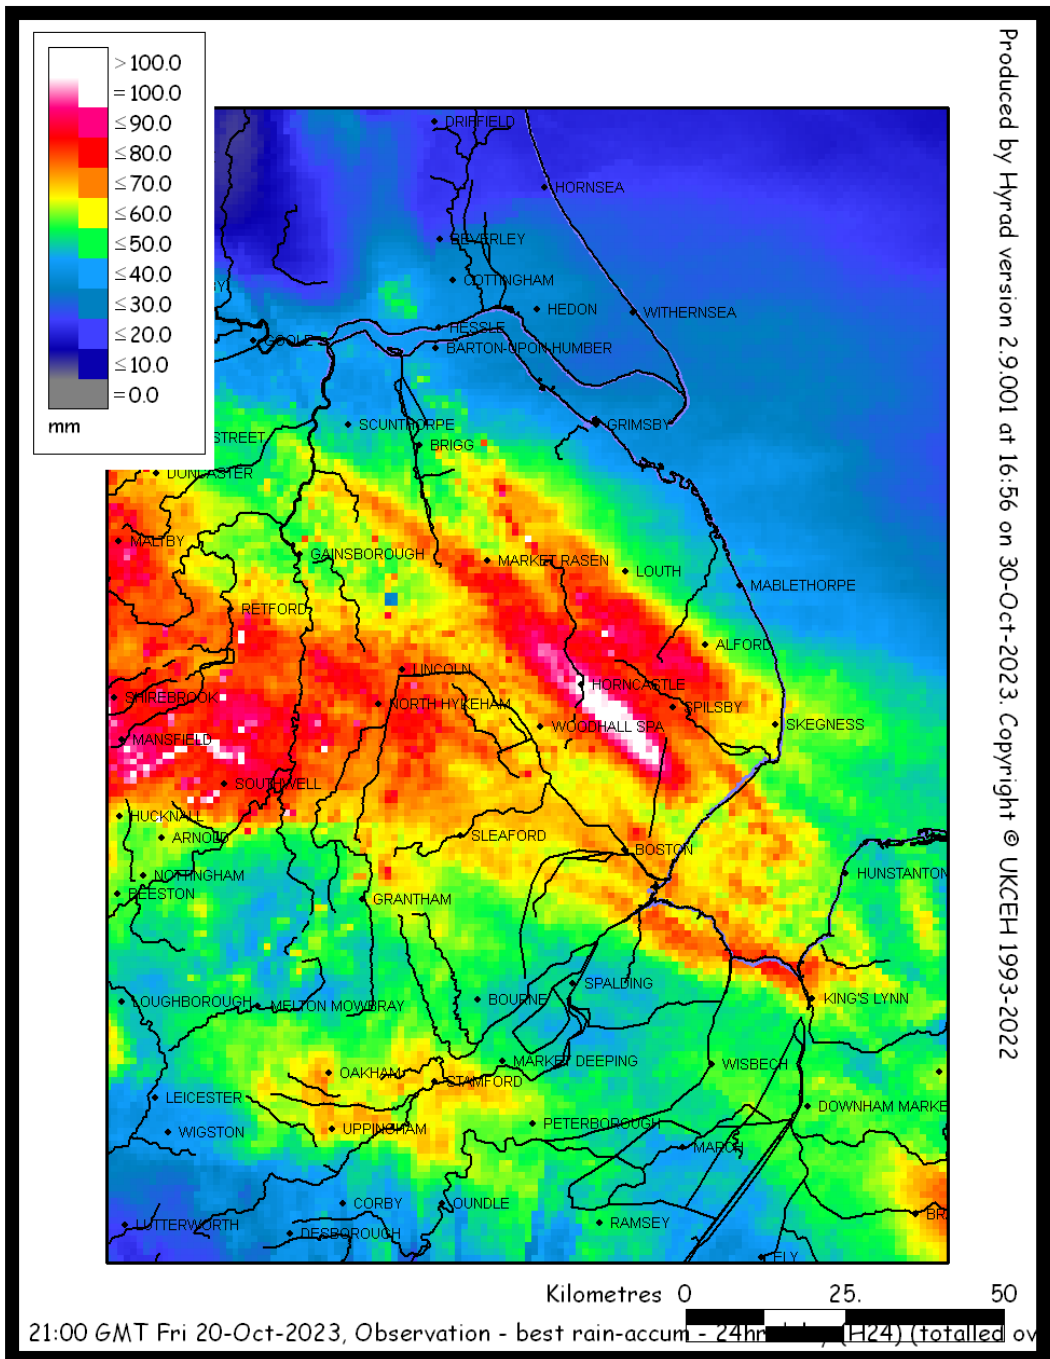 > 100.0
= 100.0
≤ 90.0
≤ 80.0
≤ 70.0
≤ 60.0
≤ 50.0
≤ 40.0
≤ 30.0
≤ 20.0
≤ 10.0
= 0.0
mm
DRIFFIELD
HORNSEA
BEVERLEY
COTTINGHAM
HEDON
WITHERNSEA
HESSLE
GOOLE
BARTON-UPON-HUMBER
SCUNTHORPE
GRIMSBY
STREET
BRIGG
DONCASTER
MALTBY
GAINSBOROUGH
MARKET RASEN
LOUTH
MABLETHORPE
RETFORD
ALFORD
LINCOLN
HORNCASTLE
SHIREBROOK
NORTH HYKEHAM
SPILSBY
WOODHALL SPA
SKEGNESS
MANSFIELD
SOUTHWELL
HUCKNALL
ARNOLD
SLEAFORD
BOSTON
NOTTINGHAM
HUNSTANTON
BEESTON
GRANTHAM
SPALDING
LOUGHBOROUGH
MELTON MOWBRAY
BOURNE
KING'S LYNN
MARKET DEEPING
WISBECH
OAKHAM
STAMFORD
LEICESTER
DOWNHAM MARKE
WIGSTON
UPPINGHAM
PETERBOROUGH
MARCH
CORBY
OUNDLE
LUTTERWORTH
DESBOROUGH
RAMSEY
BR
ELY
Kilometres 0 25. 50
21:00 GMT Fri 20-Oct-2023, Observation - best rain-accum - 24hr (H24) (totalled ov
Produced by Hyrad version 2.9.001 at 16:56 on 30-Oct-2023. Copyright © UKCEH 1993-2022